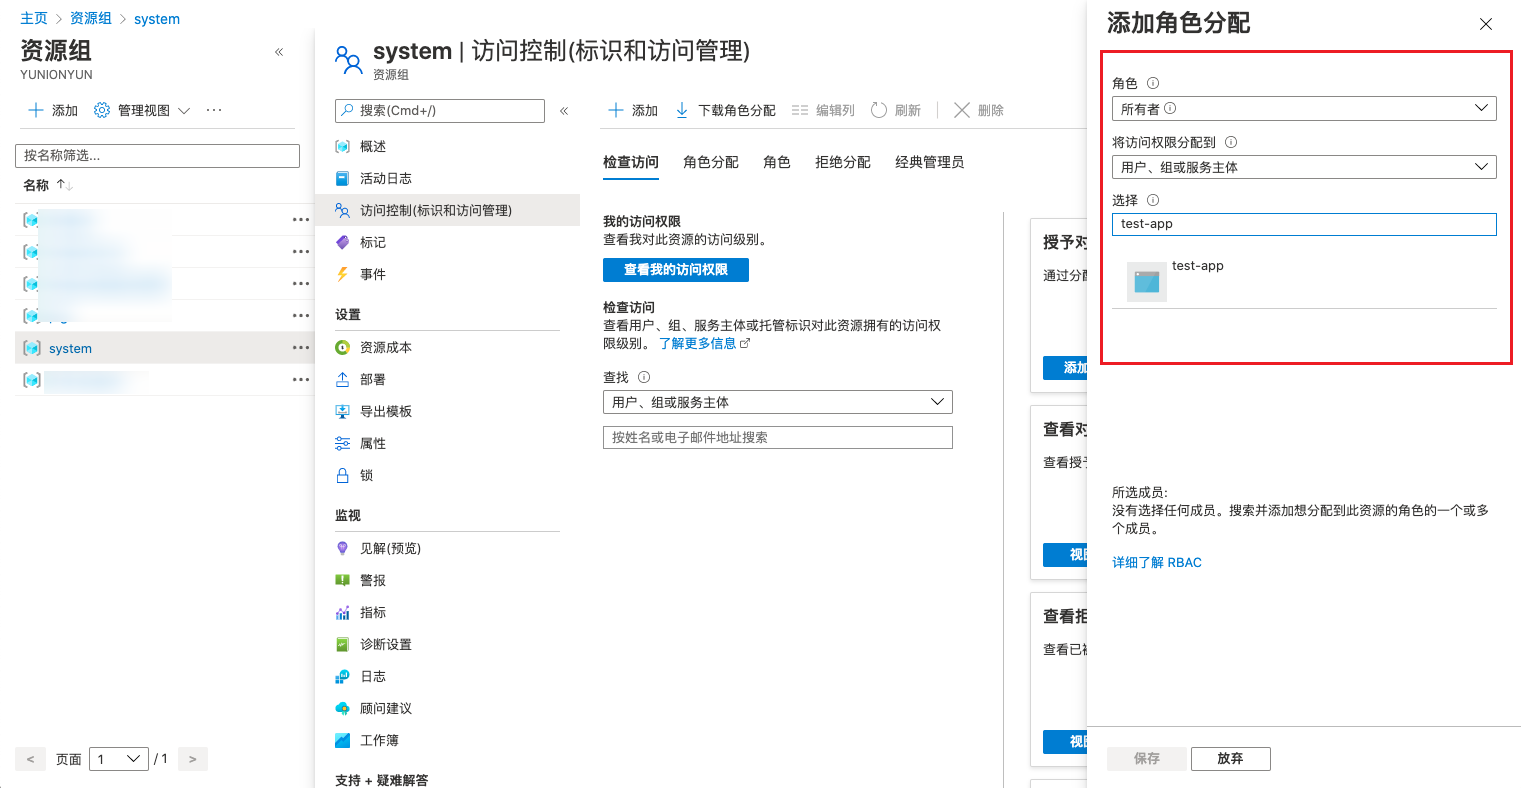 主页 > 资源组 > system
资源组
YUNIONYUN
添加 管理视图
按名称筛选...
名称
system
< 页面 1 / 1 >
system | 访问控制(标识和访问管理)
资源组
搜索(Cmd+/)
概述
活动日志
访问控制(标识和访问管理)
标记
事件
设置
资源成本
部署
导出模板
属性
锁
监视
见解(预览)
警报
指标
诊断设置
日志
顾问建议
工作簿
支持 + 疑难解答
添加 下载角色分配 编辑列 刷新 删除
检查访问 角色分配 角色 拒绝分配 经典管理员
我的访问权限
查看我对此资源的访问级别。
查看我的访问权限
检查访问
查看用户、组、服务主体或托管标识对此资源拥有的访问权
限级别。 了解更多信息
查找
用户、组或服务主体
按姓名或电子邮件地址搜索
授予对
通过分配
添加
查看对
查看授予
视图
查看拒
查看已被
视图
添加角色分配
角色
所有者
将访问权限分配到
用户、组或服务主体
选择
test-app
test-app
所选成员:
没有选择任何成员。搜索并添加想分配到此资源的角色的一个或多
个成员。
详细了解 RBAC
保存 放弃